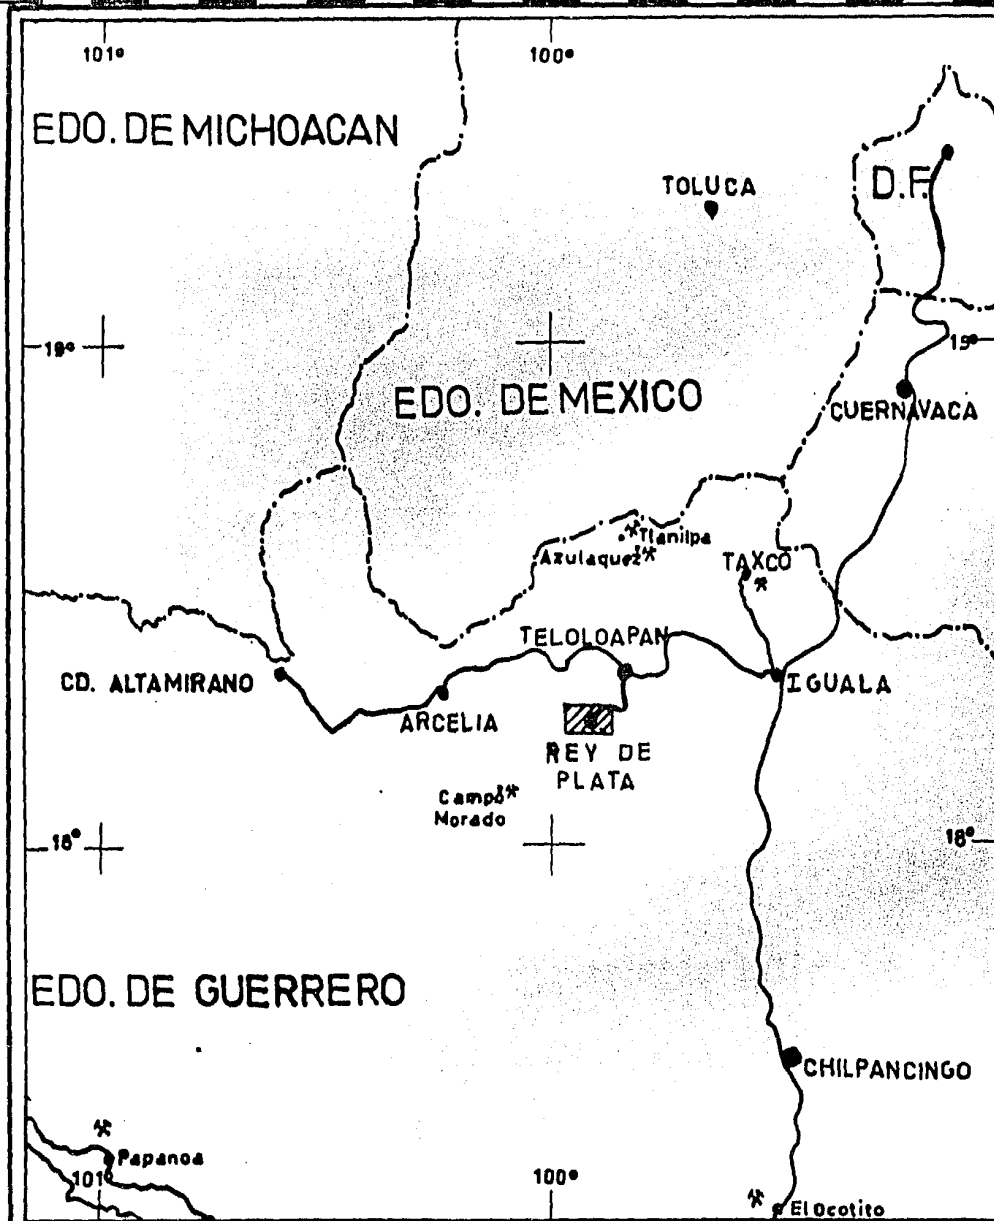 101° 100°
EDO. DE MICHOACAN
TOLUCA
D.F.
19° 19°
EDO. DE MEXICO
CUERNAVACA
Tlanilpa
Azulaquez
TAXCO
TELOLOAPAN
CD. ALTAMIRANO
IGUALA
ARCELIA
REY DE
PLATA
Campo
Morado
18° 18°
EDO. DE GUERRERO
CHILPANCINGO
Papanoa
101° 100°
El Ocotito